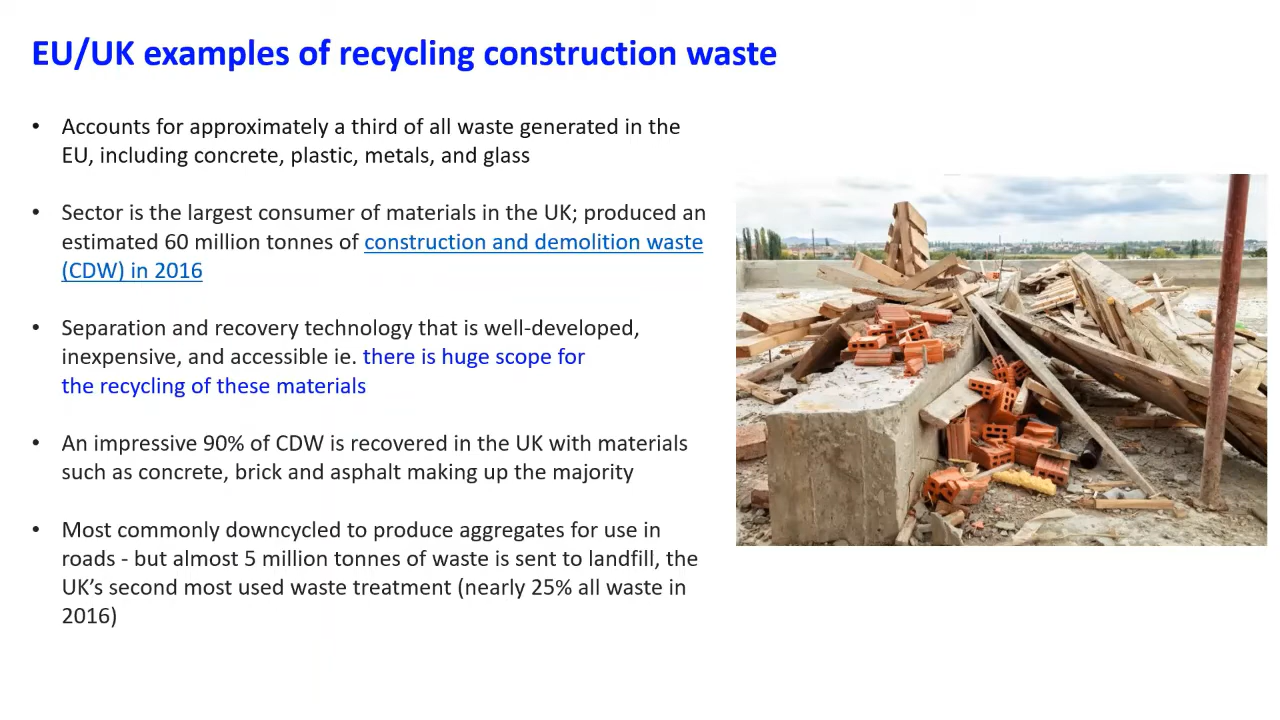 EU/UK examples of recycling construction waste
• Accounts for approximately a third of all waste generated in the
EU, including concrete, plastic, metals, and glass
• Sector is the largest consumer of materials in the UK; produced an
estimated 60 million tonnes of construction and demolition waste
(CDW) in 2016
• Separation and recovery technology that is well-developed,
inexpensive, and accessible ie. there is huge scope for
the recycling of these materials
• An impressive 90% of CDW is recovered in the UK with materials
such as concrete, brick and asphalt making up the majority
• Most commonly downcycled to produce aggregates for use in
roads - but almost 5 million tonnes of waste is sent to landfill, the
UK’s second most used waste treatment (nearly 25% all waste in
2016)